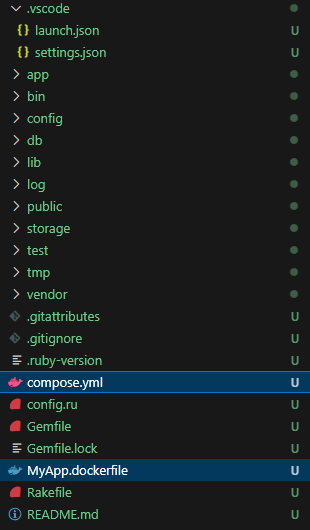 .vscode
{} launch.json U
{} settings.json U
app
bin
config
db
lib
log
public
storage
test
tmp
vendor
.gitattributes U
.gitignore U
.ruby-version U
compose.yml U
config.ru U
Gemfile U
Gemfile.lock U
MyApp.dockerfile U
Rakefile U
README.md U